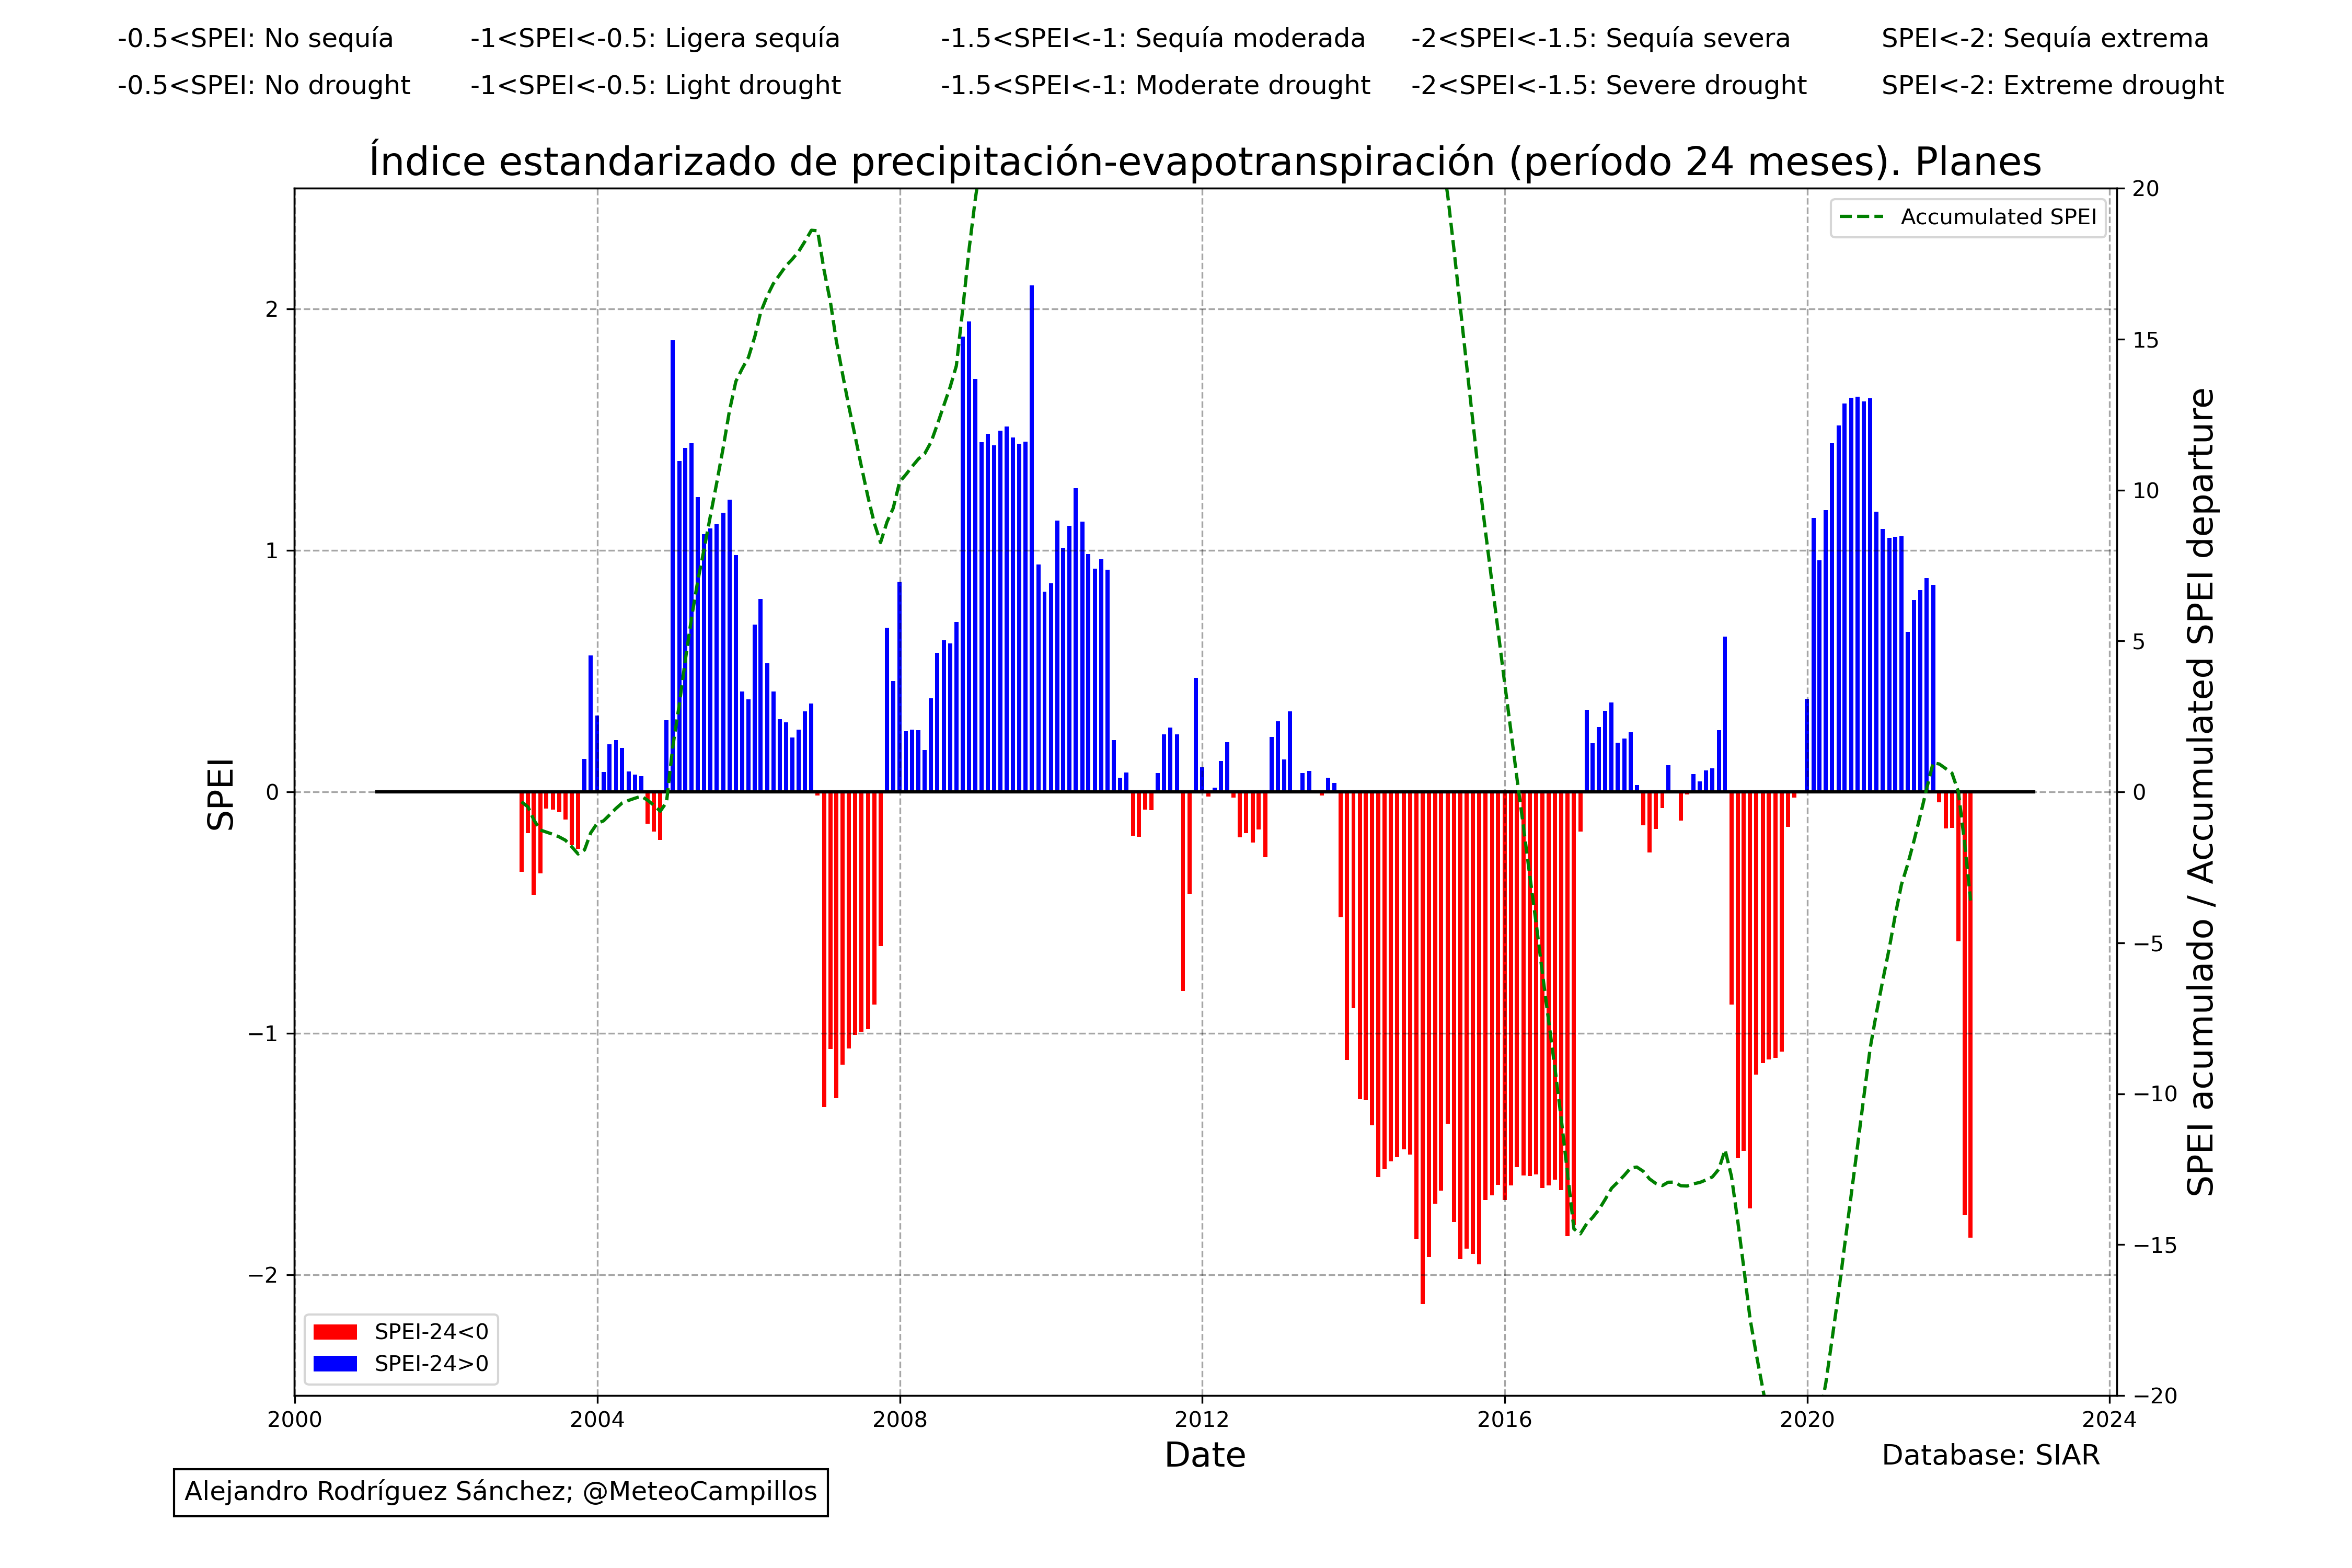 -0.5<SPEI: No sequía -1<SPEI<-0.5: Ligera sequía -1.5<SPEI<-1: Sequía moderada -2<SPEI<-1.5: Sequía severa SPEI<-2: Sequía extrema
-0.5<SPEI: No drought -1<SPEI<-0.5: Light drought -1.5<SPEI<-1: Moderate drought -2<SPEI<-1.5: Severe drought SPEI<-2: Extreme drought
Índice estandarizado de precipitación-evapotranspiración (período 24 meses). Planes
Accumulated SPEI
SPEI
2
1
0
−1
−2
20
15
10
5
0
−5
−10
−15
−20
SPEI acumulado / Accumulated SPEI departure
SPEI-24<0
SPEI-24>0
2000 2004 2008 2012 2016 2020 2024
Date
Database: SIAR
Alejandro Rodríguez Sánchez; @MeteoCampillos